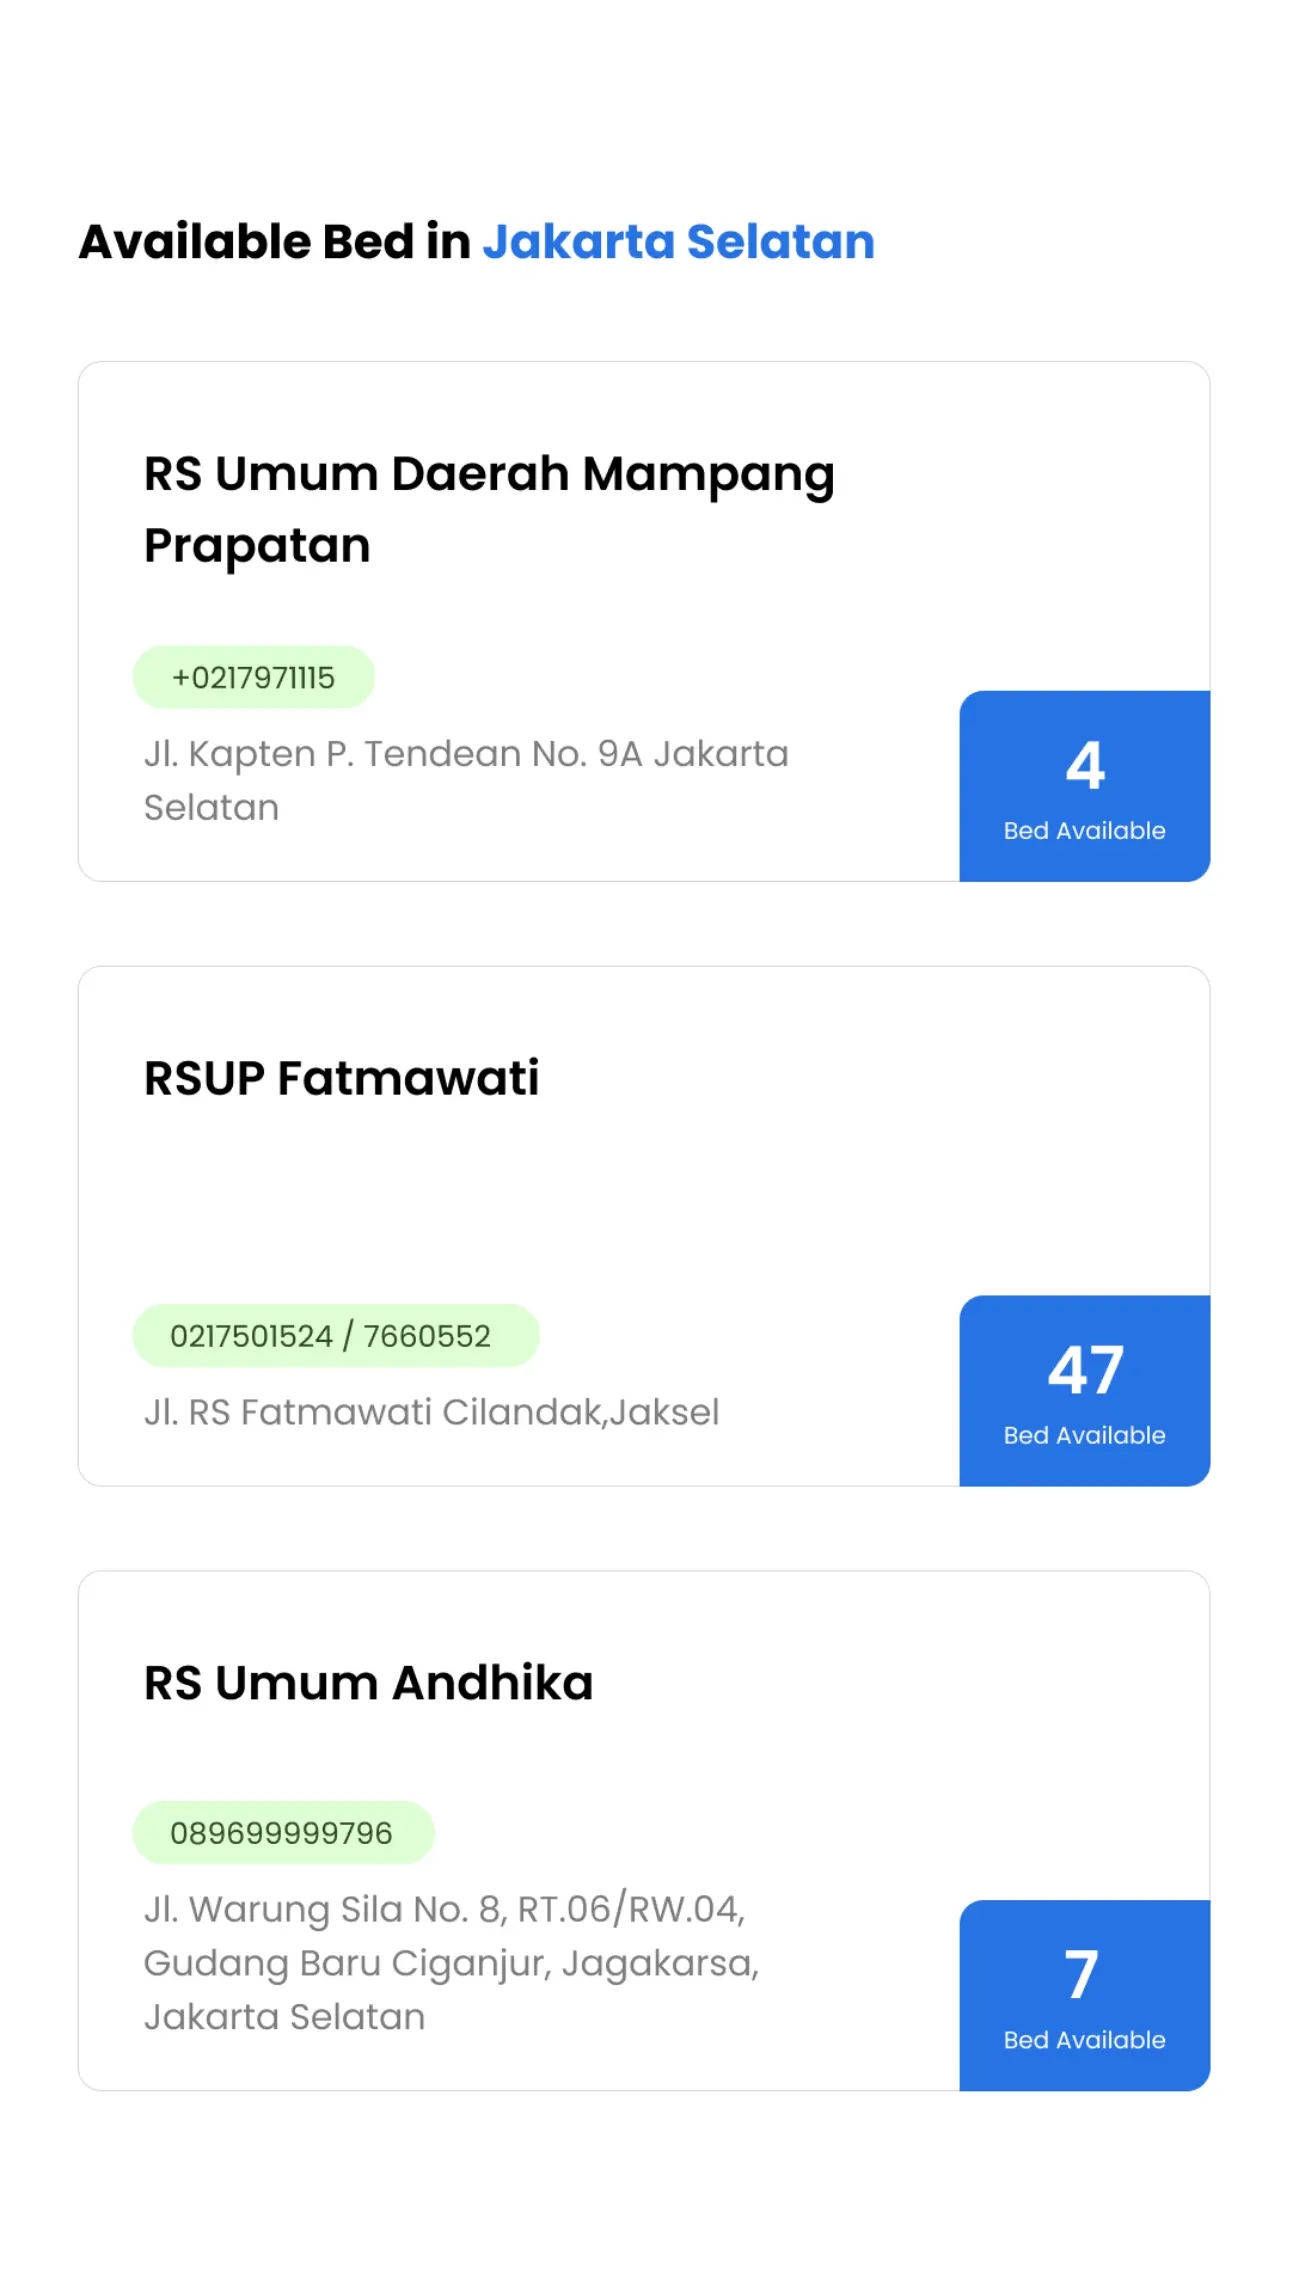 Available Bed in Jakarta Selatan
RS Umum Daerah Mampang
Prapatan
+0217971115
Jl. Kapten P. Tendean No. 9A Jakarta
Selatan
4
Bed Available
RSUP Fatmawati
0217501524 / 7660552
Jl. RS Fatmawati Cilandak,Jaksel
47
Bed Available
RS Umum Andhika
089699999796
Jl. Warung Sila No. 8, RT.06/RW.04,
Gudang Baru Ciganjur, Jagakarsa,
Jakarta Selatan
7
Bed Available